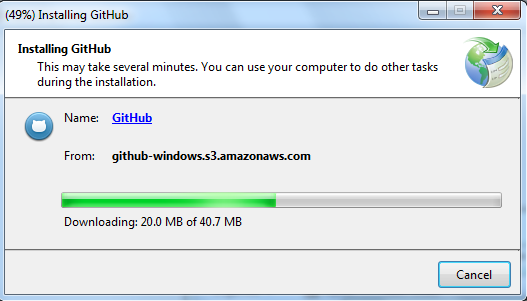 (49%) Installing GitHub
Installing GitHub
This may take several minutes. You can use your computer to do other tasks
during the installation.
Name: GitHub
From: github-windows.s3.amazonaws.com
Downloading: 20.0 MB of 40.7 MB
Cancel